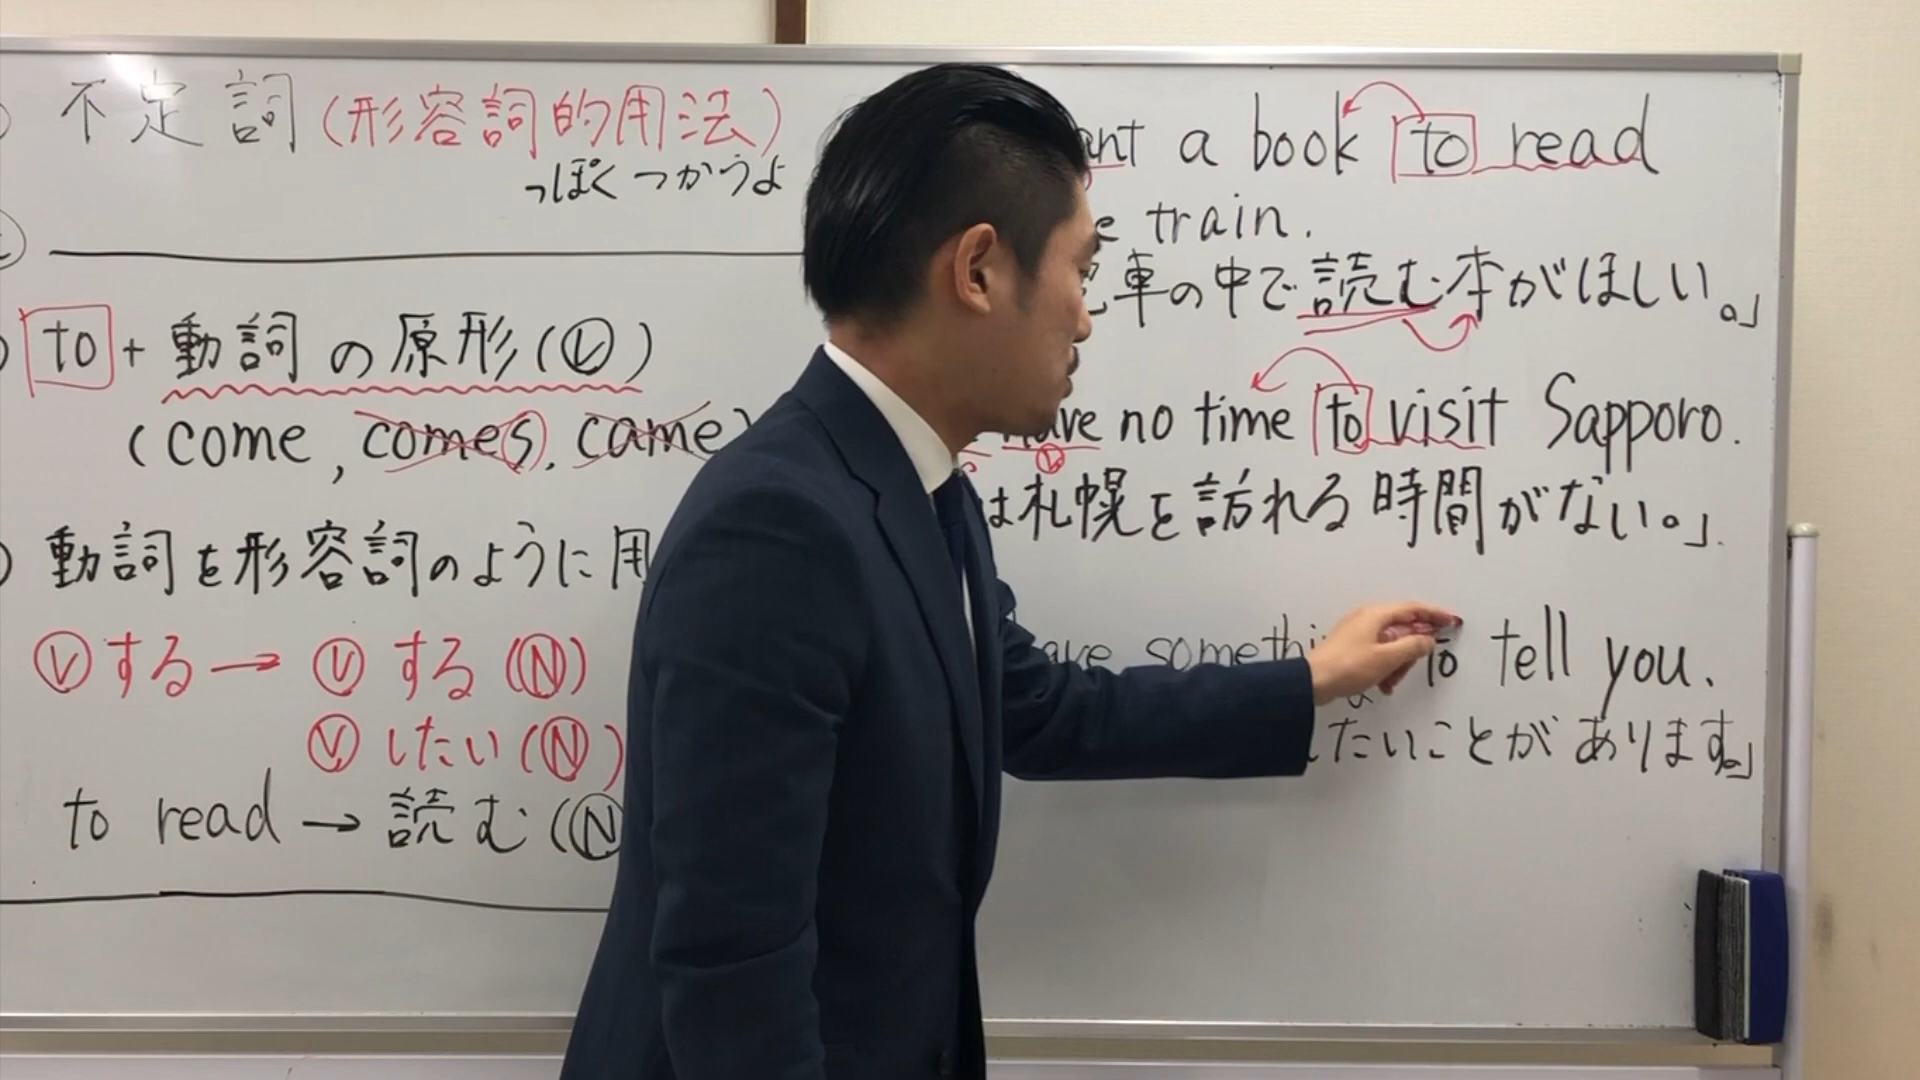 不定詞(形容詞的用法)
っぽくつかうよ
to + 動詞の原形(V)
(come, comes, came)
動詞を形容詞のように用
Vする → Vする(N)
Vしたい(N)
to read → 読む(N
ant a book to read
e train.
車の中で読む本がほしい。」
have no time to visit Sapporo.
は札幌を訪れる時間がない。」
ave somethi to tell you.
たいことがあります。」